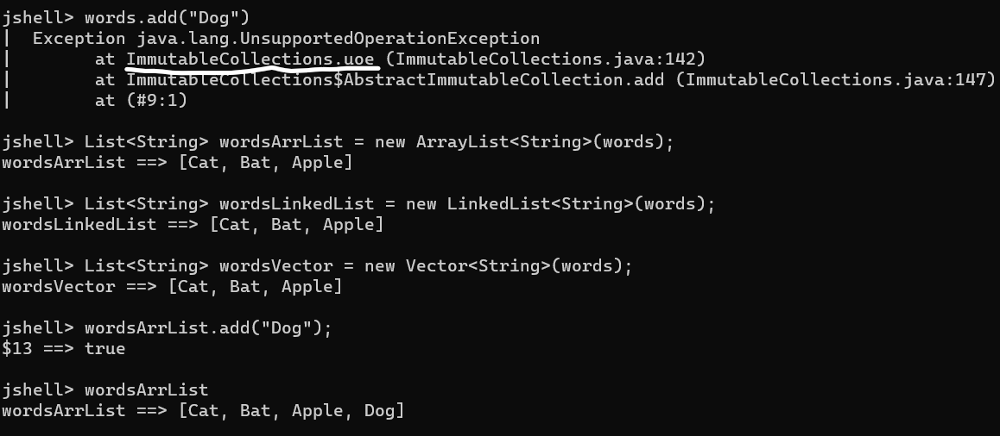 jshell> words.add("Dog")
|  Exception java.lang.UnsupportedOperationException
|        at ImmutableCollections.uoe (ImmutableCollections.java:142)
|        at ImmutableCollections$AbstractImmutableCollection.add (ImmutableCollections.java:147)
|        at (#9:1)
jshell> List<String> wordsArrList = new ArrayList<String>(words);
wordsArrList ==> [Cat, Bat, Apple]
jshell> List<String> wordsLinkedList = new LinkedList<String>(words);
wordsLinkedList ==> [Cat, Bat, Apple]
jshell> List<String> wordsVector = new Vector<String>(words);
wordsVector ==> [Cat, Bat, Apple]
jshell> wordsArrList.add("Dog");
$13 ==> true
jshell> wordsArrList
wordsArrList ==> [Cat, Bat, Apple, Dog]